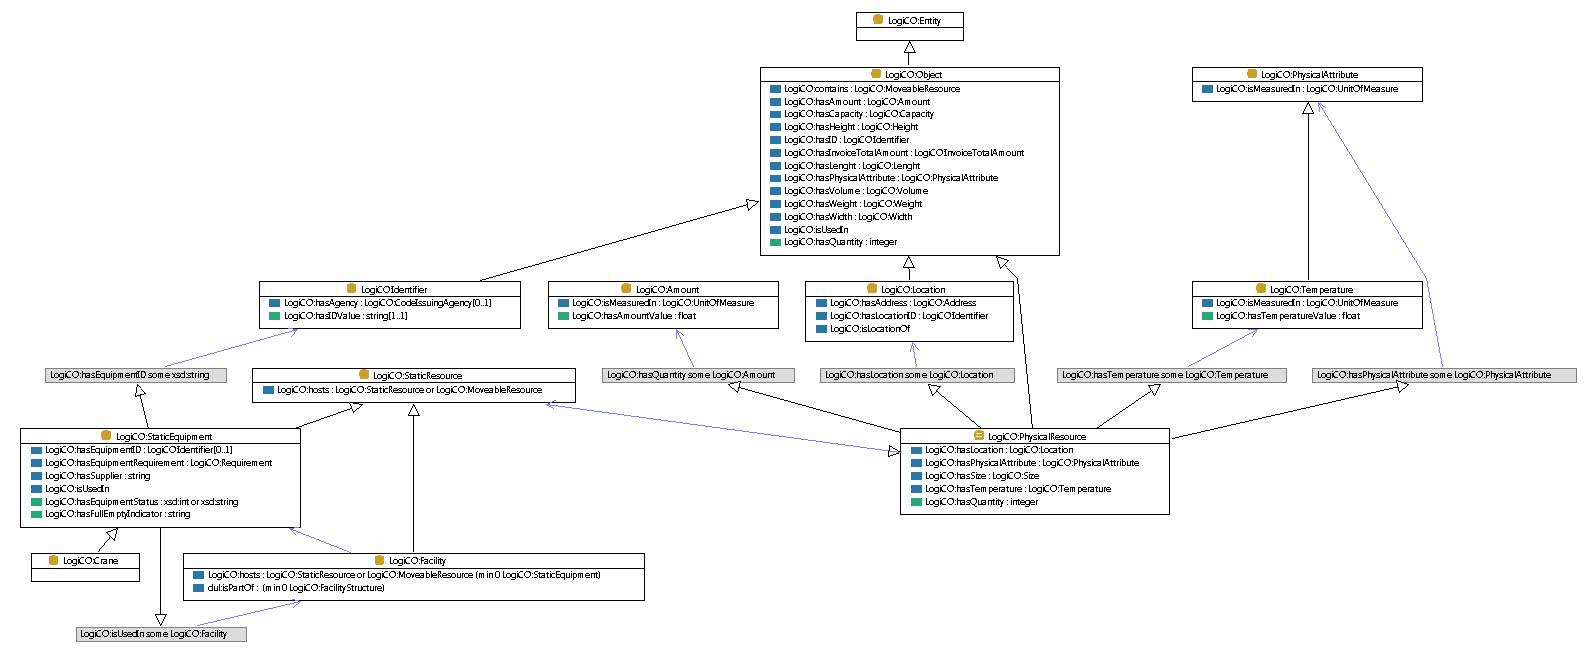 LogiCO:Entity
LogiCO:Object
LogiCO:contains : LogiCO:MoveableResource
LogiCO:hasAmount : LogiCO:Amount
LogiCO:hasCapacity : LogiCO:Capacity
LogiCO:hasHeight : LogiCO:Height
LogiCO:hasID : LogiCOIdentifier
LogiCO:hasInvoiceTotalAmount : LogiCOInvoiceTotalAmount
LogiCO:hasLenght : LogiCO:Lenght
LogiCO:hasPhysicalAttribute : LogiCO:PhysicalAttribute
LogiCO:hasVolume : LogiCO:Volume
LogiCO:hasWeight : LogiCO:Weight
LogiCO:hasWidth : LogiCO:Width
LogiCO:isUsedIn
LogiCO:hasQuantity : integer
LogiCO:PhysicalAttribute
LogiCO:isMeasuredIn : LogiCO:UnitOfMeasure
LogiCOIdentifier
LogiCO:hasAgency : LogiCO:CodeIssuingAgency[0..1]
LogiCO:hasIDValue : string[1..1]
LogiCO:Amount
LogiCO:isMeasuredIn : LogiCO:UnitOfMeasure
LogiCO:hasAmountValue : float
LogiCO:Location
LogiCO:hasAddress : LogiCO:Address
LogiCO:hasLocationID : LogiCOIdentifier
LogiCO:isLocationOf
LogiCO:Temperature
LogiCO:isMeasuredIn : LogiCO:UnitOfMeasure
LogiCO:hasTemperatureValue : float
LogiCO:hasEquipmentID some xsd:string
LogiCO:StaticResource
LogiCO:hosts : LogiCO:StaticResource or LogiCO:MoveableResource
LogiCO:hasQuantity some LogiCO:Amount
LogiCO:hasLocation some LogiCO:Location
LogiCO:hasTemperature some LogiCO:Temperature
LogiCO:hasPhysicalAttribute some LogiCO:PhysicalAttribute
LogiCO:StaticEquipment
LogiCO:hasEquipmentID : LogiCOIdentifier[0..1]
LogiCO:hasEquipmentRequirement : LogiCO:Requirement
LogiCO:hasSupplier : string
LogiCO:isUsedIn
LogiCO:hasEquipmentStatus : xsd:int or xsd:string
LogiCO:hasFullEmptyIndicator : string
LogiCO:PhysicalResource
LogiCO:hasLocation : LogiCO:Location
LogiCO:hasPhysicalAttribute : LogiCO:PhysicalAttribute
LogiCO:hasSize : LogiCO:Size
LogiCO:hasTemperature : LogiCO:Temperature
LogiCO:hasQuantity : integer
LogiCO:Crane
LogiCO:Facility
LogiCO:hosts : LogiCO:StaticResource or LogiCO:MoveableResource (min 0 LogiCO:StaticEquipment)
dul:isPartOf : (min 0 LogiCO:FacilityStructure)
LogiCO:isUsedIn some LogiCO:Facility